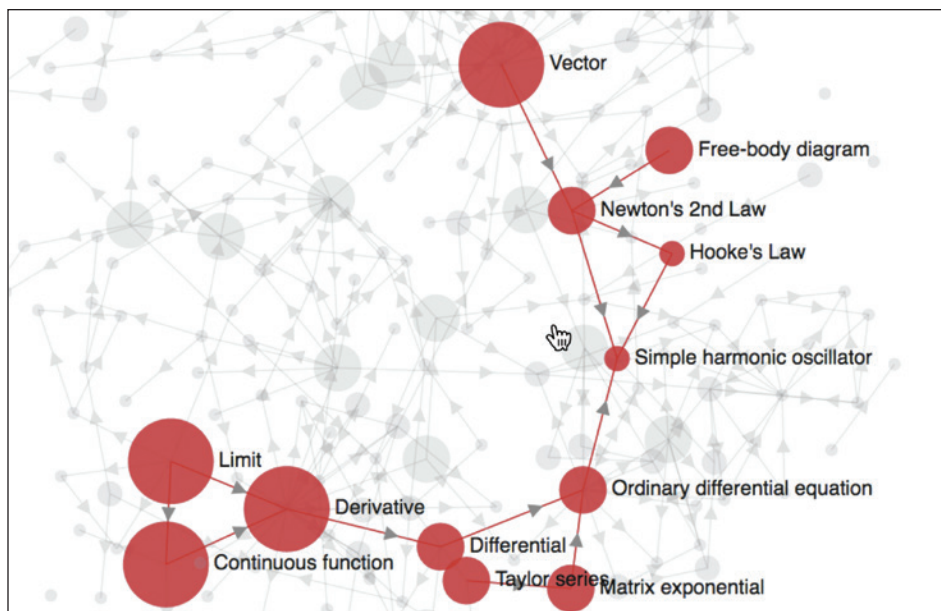 Vector
Free-body diagram
Newton's 2nd Law
Hooke's Law
Simple harmonic oscillator
Limit
Ordinary differential equation
Derivative
Differential
Continuous function
Taylor series
Matrix exponential